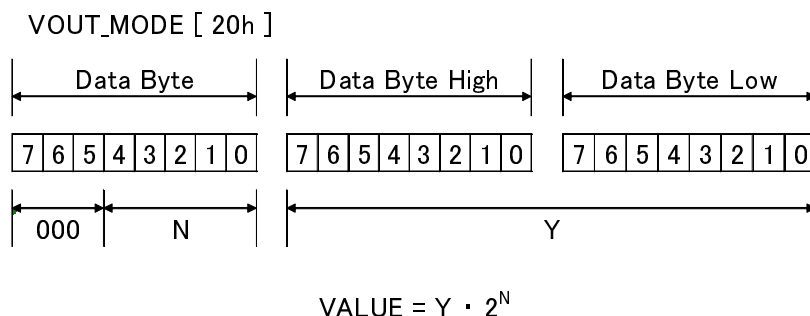 VOUT_MODE [ 20h ]
Data Byte Data Byte High Data Byte Low
7 6 5 4 3 2 1 0 7 6 5 4 3 2 1 0 7 6 5 4 3 2 1 0
000 N Y
VALUE = Y・2^N